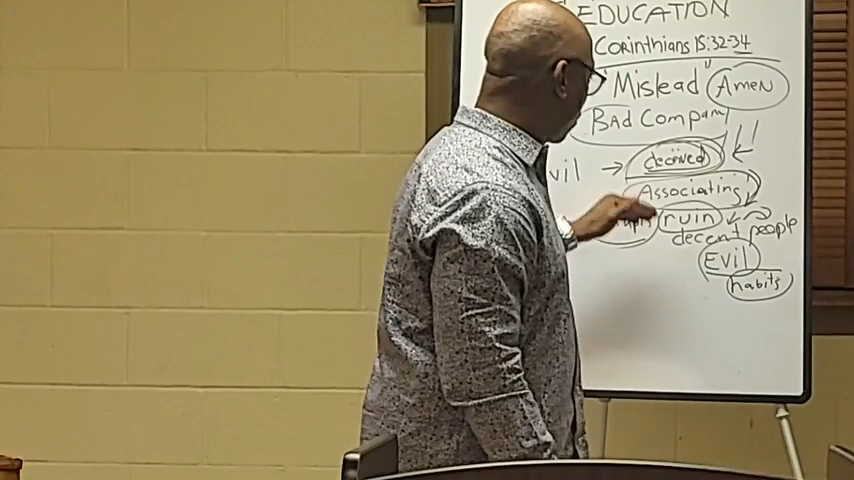 EDUCATION
Corinthians 15:32-34
Mislead Amen
Bad Company
vil → deceived
Associating
ruin
decent people
Evil
habits